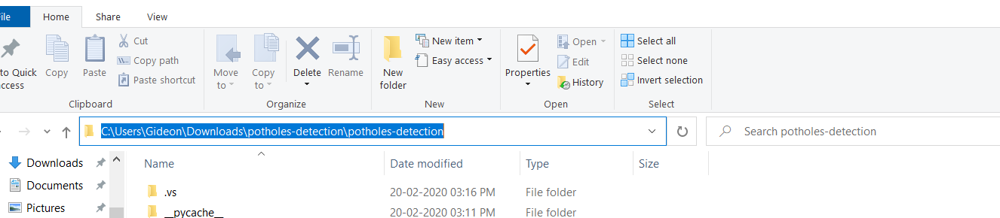 File Home Share View
to Quick access
Copy
Paste
Cut
Copy path
Paste shortcut
Clipboard
Move to
Copy to
Delete
Rename
Organize
New folder
New item
Easy access
New
Properties
Open
Edit
History
Open
Select all
Select none
Invert selection
Select
C:\Users\Gideon\Downloads\potholes-detection\potholes-detection
Search potholes-detection
Downloads
Documents
Pictures
Name Date modified Type Size
.vs 20-02-2020 03:16 PM File folder
__pycache__ 20-02-2020 03:11 PM File folder